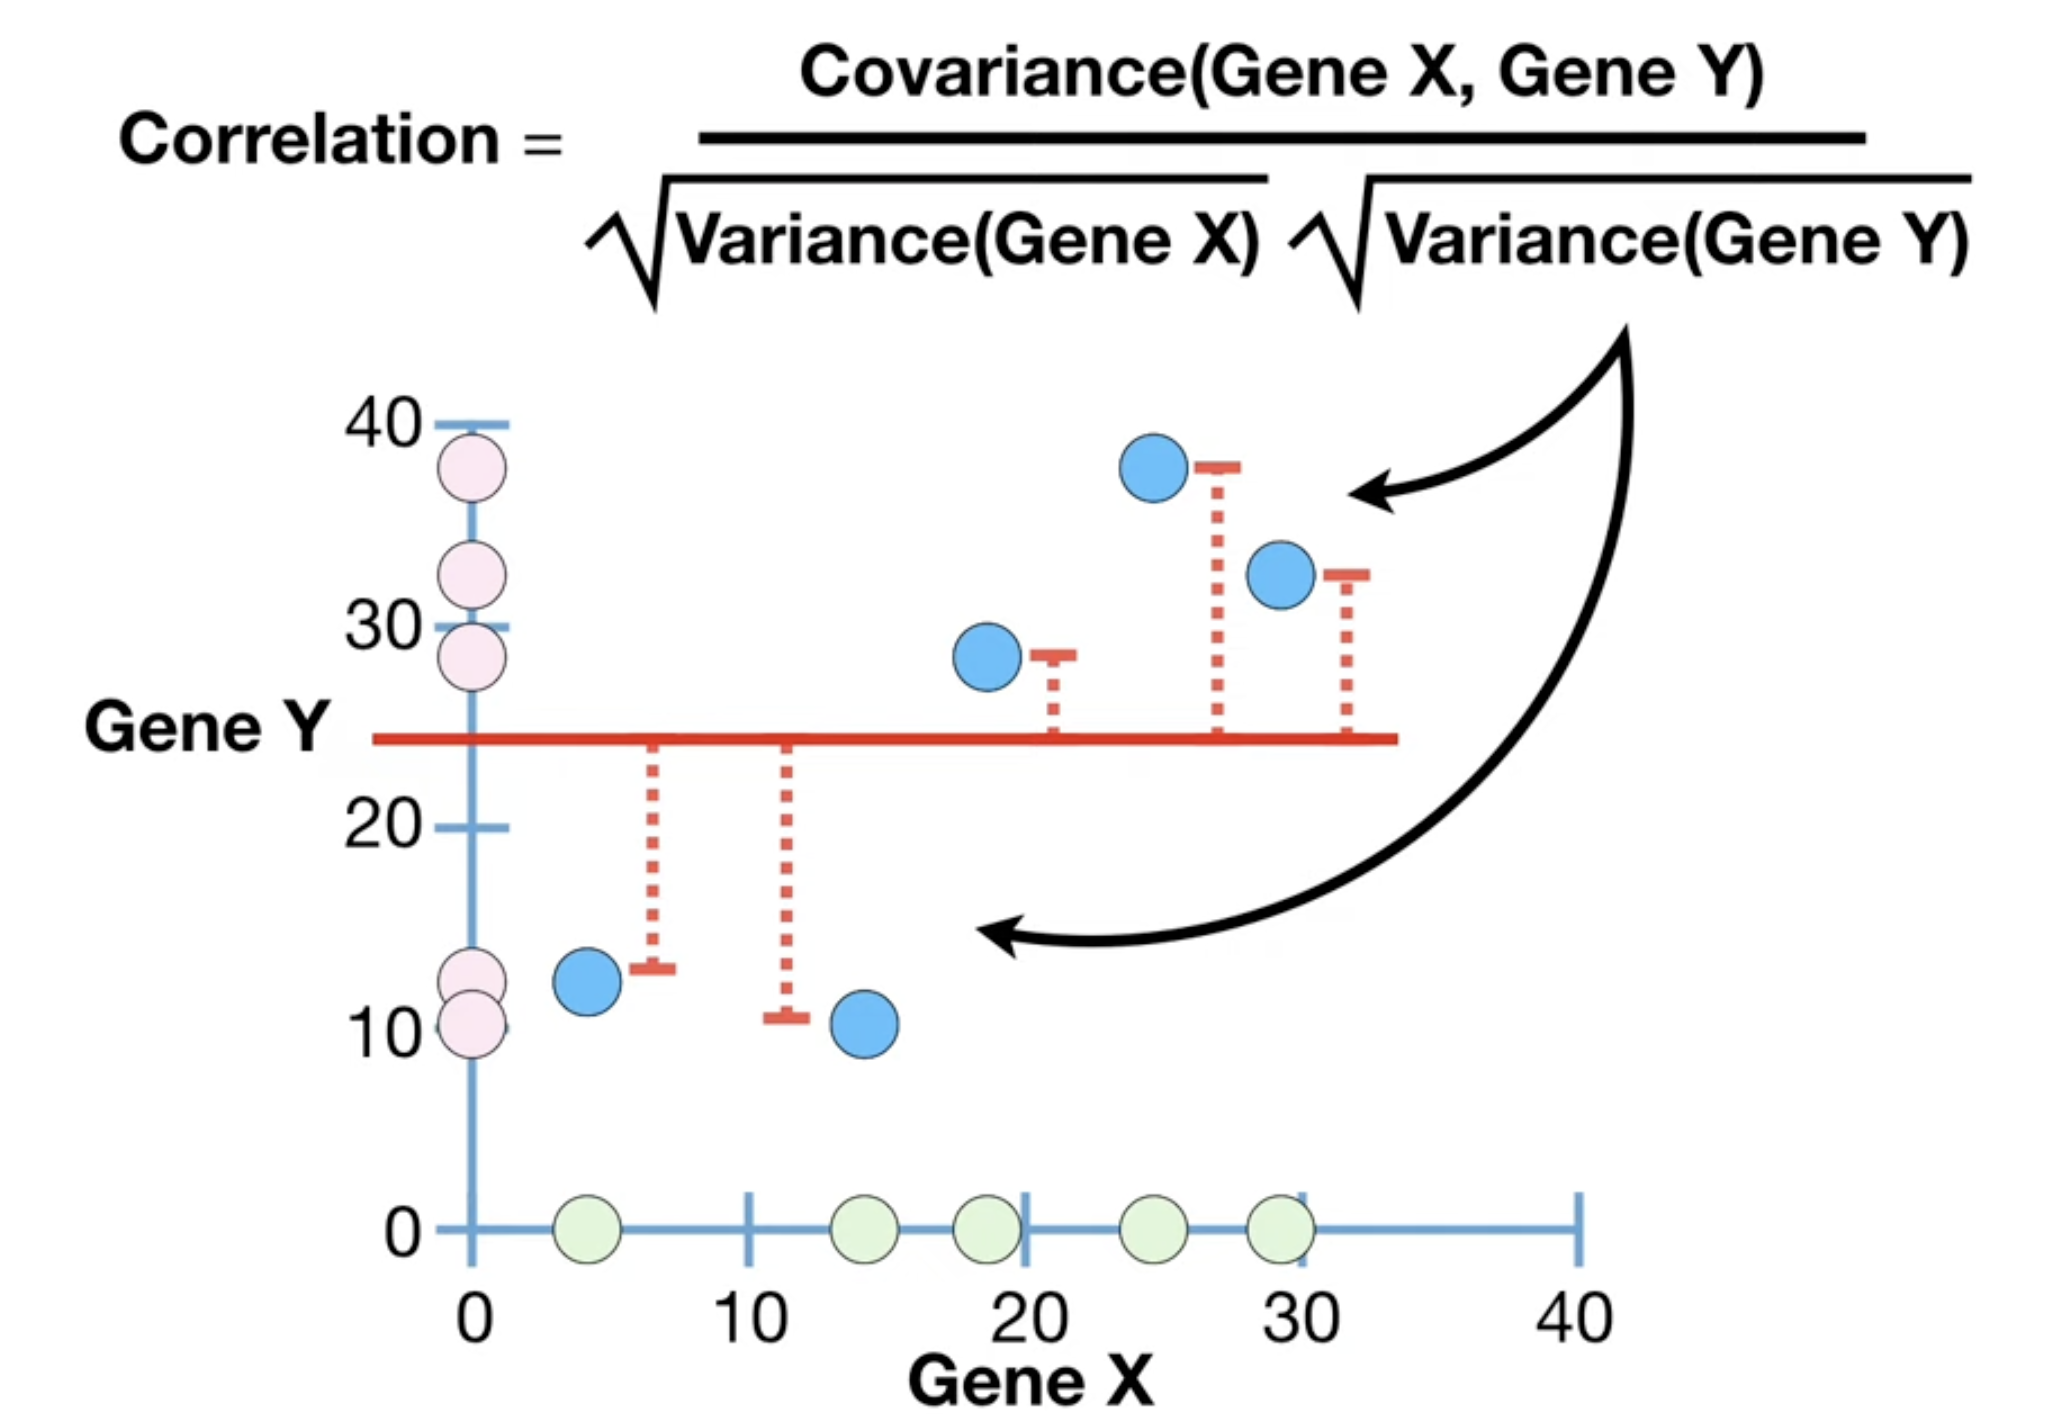 Covariance(Gene X, Gene Y)
Correlation =
√Variance(Gene X) √Variance(Gene Y)
40
30
Gene Y
20
10
0
0 10 20 30 40
Gene X